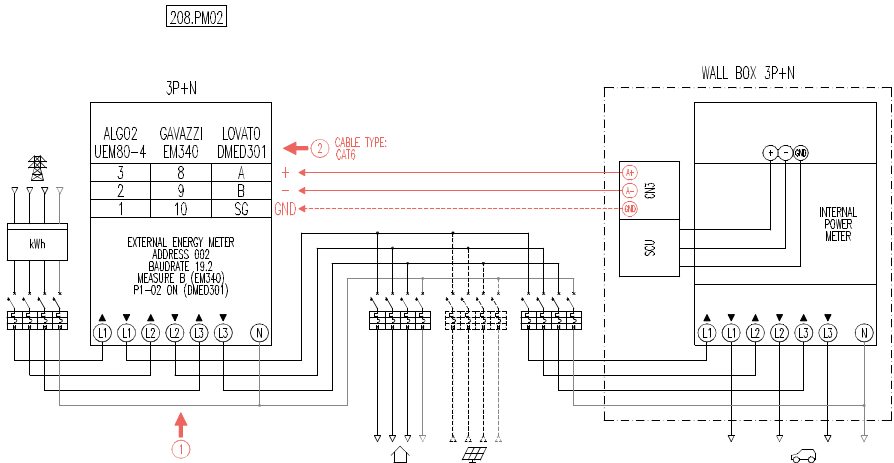 208.PM02
3P+N
WALL BOX 3P+N
ALGO2 GAVAZZI LOVATO
UEM80-4 EM340 DMED301
3 8 A
2 9 B
1 10 SG
2 CABLE TYPE:
CAT6
+
-
GND
A+
A-
GND
CN3
SCU
+ - GND
INTERNAL
POWER
METER
kWh
EXTERNAL ENERGY METER
ADDRESS 002
BAUDRATE 19.2
MEASURE B (EM340)
P1-02 ON (DMED301)
L1 L1 L2 L2 L3 L3 N
L1 L1 L2 L2 L3 L3 N
1